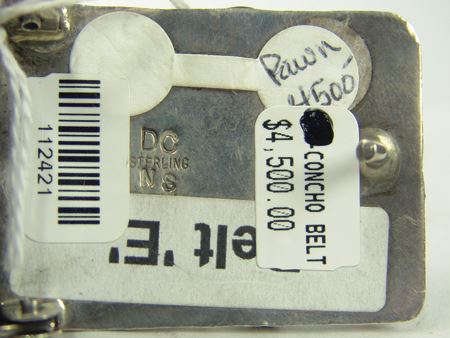 Pawn
4500
DC
STERLING
NS
112421
CONCHO BELT
$4,500.00
elt 'E'